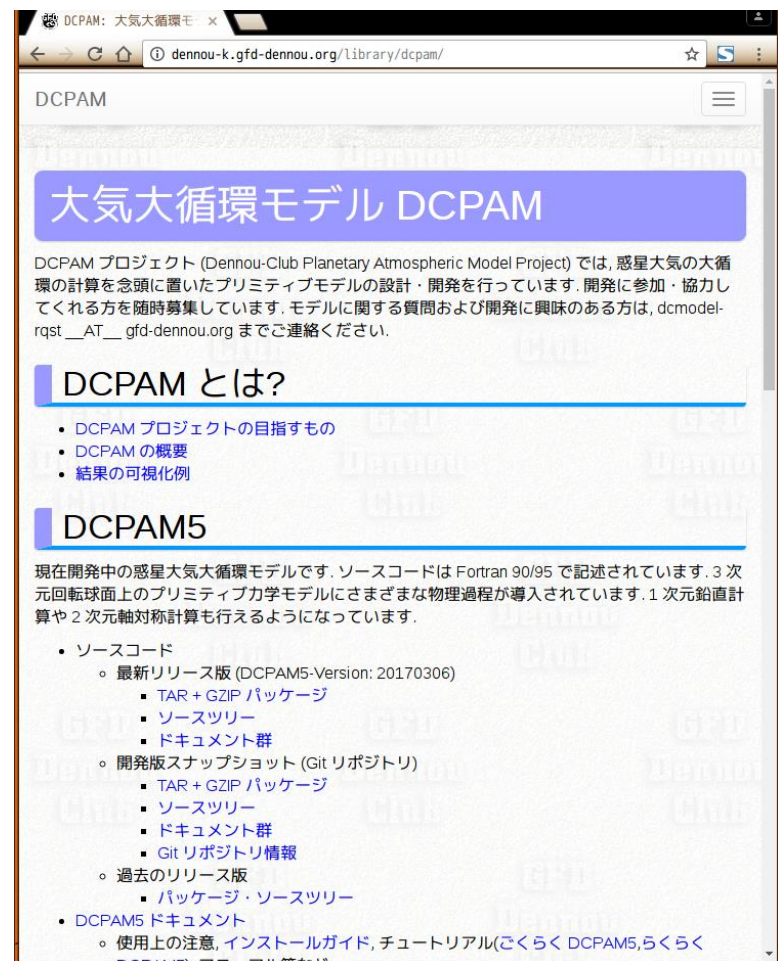 DCPAM: 大気大循環モ
dennou-k.gfd-dennou.org/library/dcpam/
DCPAM
大気大循環モデル DCPAM
DCPAM プロジェクト (Dennou-Club Planetary Atmospheric Model Project) では, 惑星大気の大循
環の計算を念頭に置いたプリミティブモデルの設計・開発を行っています. 開発に参加・協力し
てくれる方を随時募集しています. モデルに関する質問および開発に興味のある方は, dcmodel-
rqst __AT__ gfd-dennou.org までご連絡ください.
DCPAM とは?
DCPAM プロジェクトの目指すもの
DCPAM の概要
結果の可視化例
DCPAM5
現在開発中の惑星大気大循環モデルです. ソースコードは Fortran 90/95 で記述されています. 3 次
元回転球面上のプリミティブ力学モデルにさまざまな物理過程が導入されています. 1 次元鉛直計
算や 2 次元軸対称計算も行えるようになっています.
ソースコード
最新リリース版 (DCPAM5-Version: 20170306)
TAR + GZIP パッケージ
ソースツリー
ドキュメント群
開発版スナップショット (Git リポジトリ)
TAR + GZIP パッケージ
ソースツリー
ドキュメント群
Git リポジトリ情報
過去のリリース版
パッケージ・ソースツリー
DCPAM5 ドキュメント
使用上の注意, インストールガイド, チュートリアル(ごくらく DCPAM5,らくらく